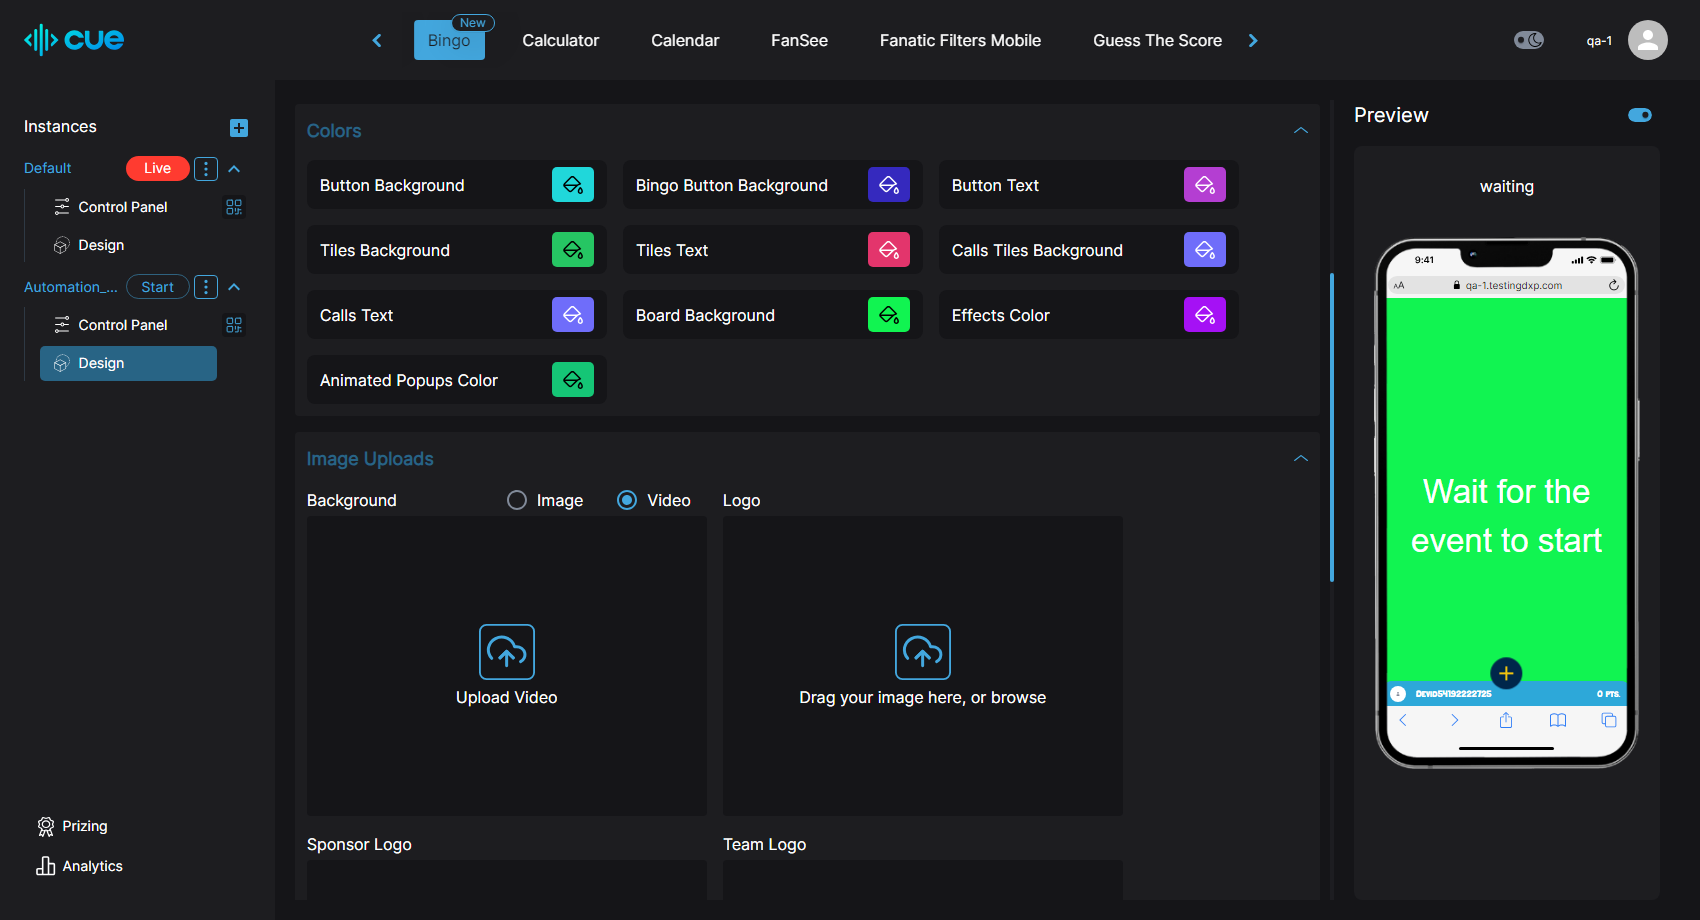 cue
New
Bingo
Calculator
Calendar
FanSee
Fanatic Filters Mobile
Guess The Score
qa-1
Instances
Default
Live
Control Panel
Design
Automation_...
Start
Control Panel
Design
Prizing
Analytics
Colors
Button Background
Bingo Button Background
Button Text
Tiles Background
Tiles Text
Calls Tiles Background
Calls Text
Board Background
Effects Color
Animated Popups Color
Image Uploads
Background
Image
Video
Logo
Upload Video
Drag your image here, or browse
Sponsor Logo
Team Logo
Preview
waiting
9:41
AA
qa-1.testingdxp.com
Wait for the
event to start
Devid54192222725
0 PTS.